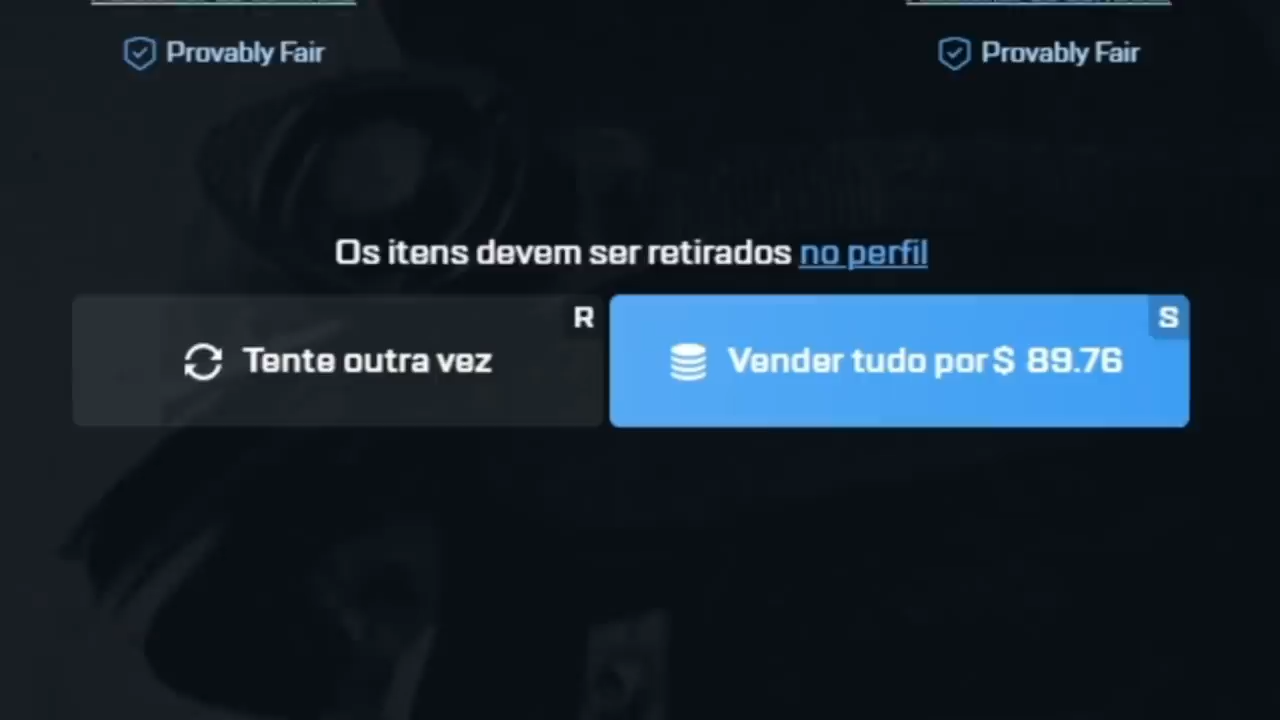 Provably Fair
Provably Fair
Os itens devem ser retirados no perfil
R
S
Tente outra vez
Vender tudo por $ 89.76